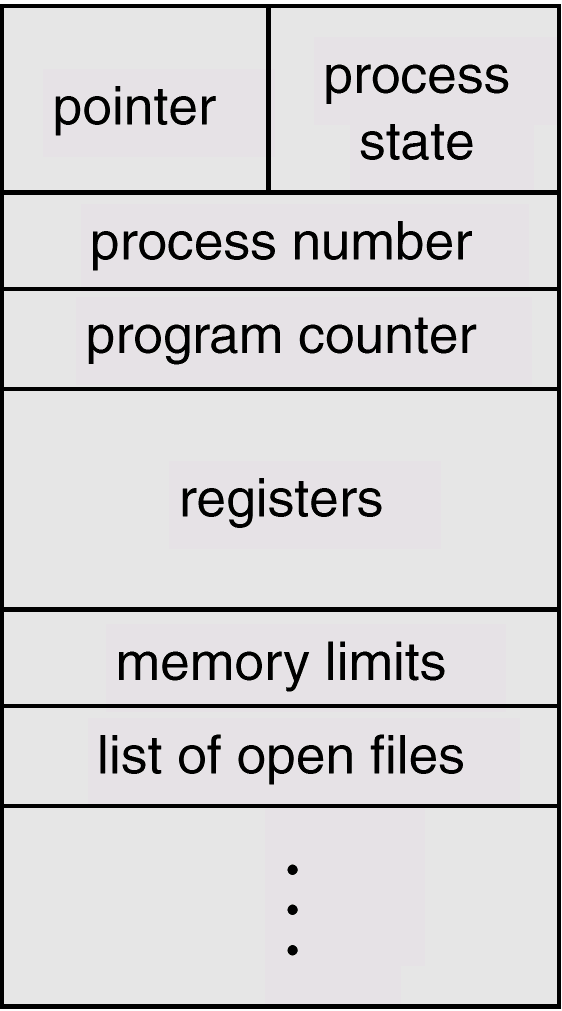 pointer
process
state
process number
program counter
registers
memory limits
list of open files